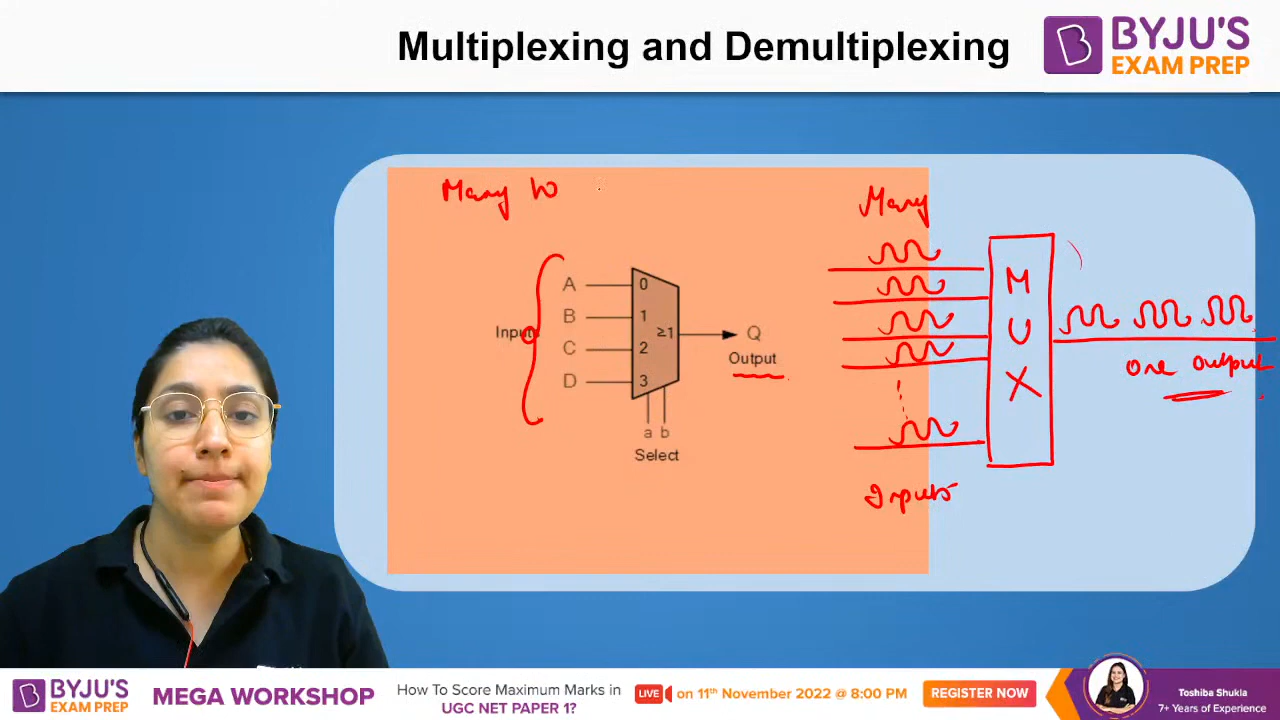 Multiplexing and Demultiplexing
BYJU'S
EXAM PREP
Many to
Many
A
B
C
D
Inputs
0
1
2
3
≥1
Q
Output
a b
Select
M
U
X
One output
Inputs
BYJU'S
EXAM PREP
MEGA WORKSHOP
How To Score Maximum Marks in
UGC NET PAPER 1?
LIVE
on 11th November 2022 @ 8:00 PM
REGISTER NOW
Toshiba Shukla
7+ Years of Experience